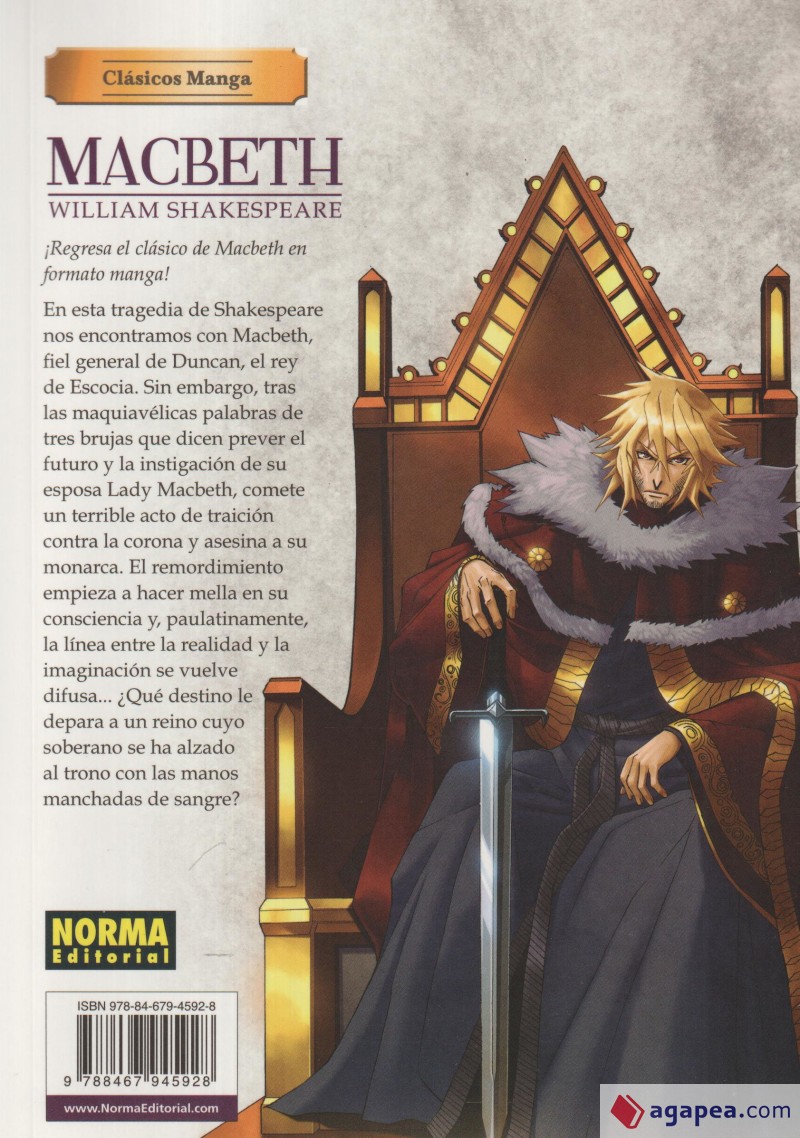 Clásicos Manga
MACBETH
WILLIAM SHAKESPEARE
¡Regresa el clásico de Macbeth en
formato manga!
En esta tragedia de Shakespeare
nos encontramos con Macbeth,
fiel general de Duncan, el rey
de Escocia. Sin embargo, tras
las maquiavélicas palabras de
tres brujas que dicen prever el
futuro y la instigación de su
esposa Lady Macbeth, comete
un terrible acto de traición
contra la corona y asesina a su
monarca. El remordimiento
empieza a hacer mella en su
consciencia y, paulatinamente,
la línea entre la realidad y la
imaginación se vuelve
difusa... ¿Qué destino le
depara a un reino cuyo
soberano se ha alzado
al trono con las manos
manchadas de sangre?
NORMA
Editorial
ISBN 978-84-679-4592-8
9 788467 945928
www.NormaEditorial.com
agapea.com